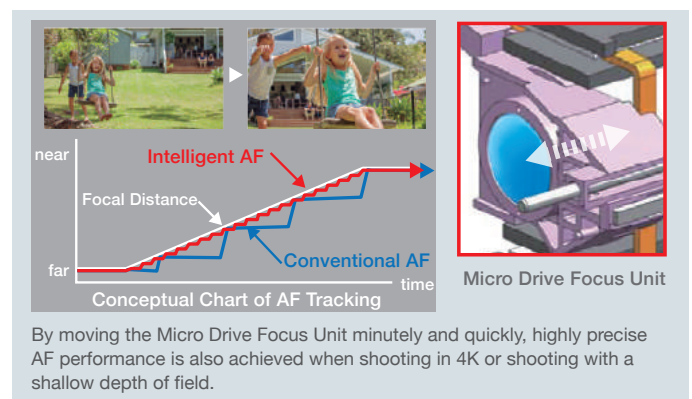 near
Intelligent AF
Focal Distance
Conventional AF
far
time
Conceptual Chart of AF Tracking
Micro Drive Focus Unit
By moving the Micro Drive Focus Unit minutely and quickly, highly precise
AF performance is also achieved when shooting in 4K or shooting with a
shallow depth of field.